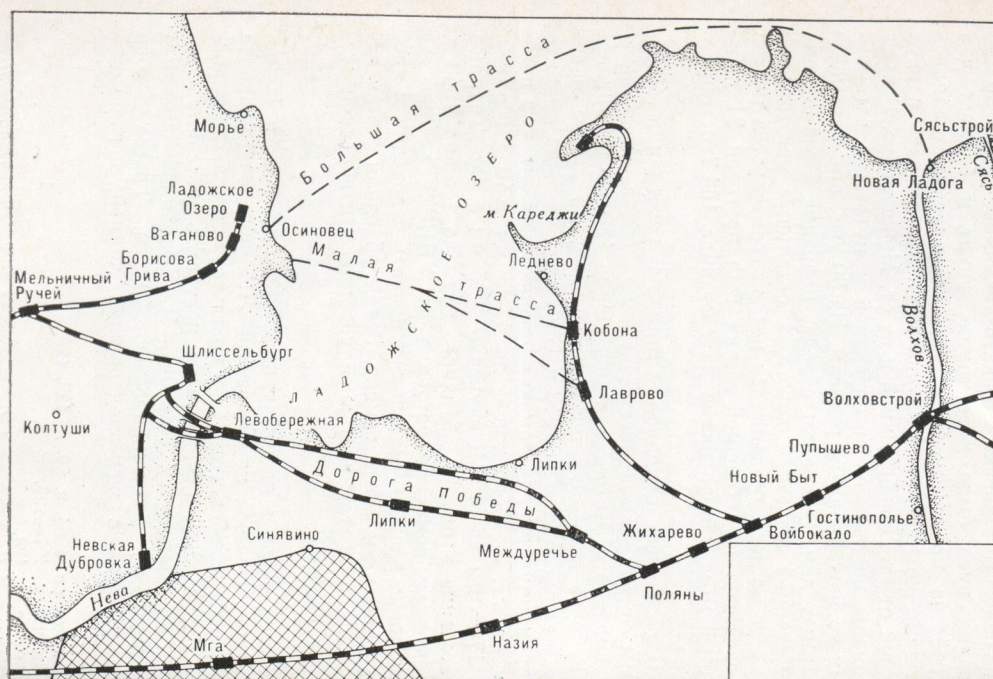 Большая трасса
Морье
Сясьстрой
Сясь
Новая Ладога
Ладожское
Озеро
Ваганово
Осиновец
м. Кареджи
Борисова
Грива
Малая трасса
Леднево
Мельничный
Ручей
ЛАДОЖСКОЕ ОЗЕРО
Кобона
Волхов
Шлиссельбург
Лаврово
Волховстрой
Колтуши
Левобережная
Пупышево
Липки
Дорога Победы
Новый Быт
Липки
Гостинополье
Синявино
Жихарево
Войбокало
Невская
Дубровка
Междуречье
Нева
Поляны
Назия
Мга